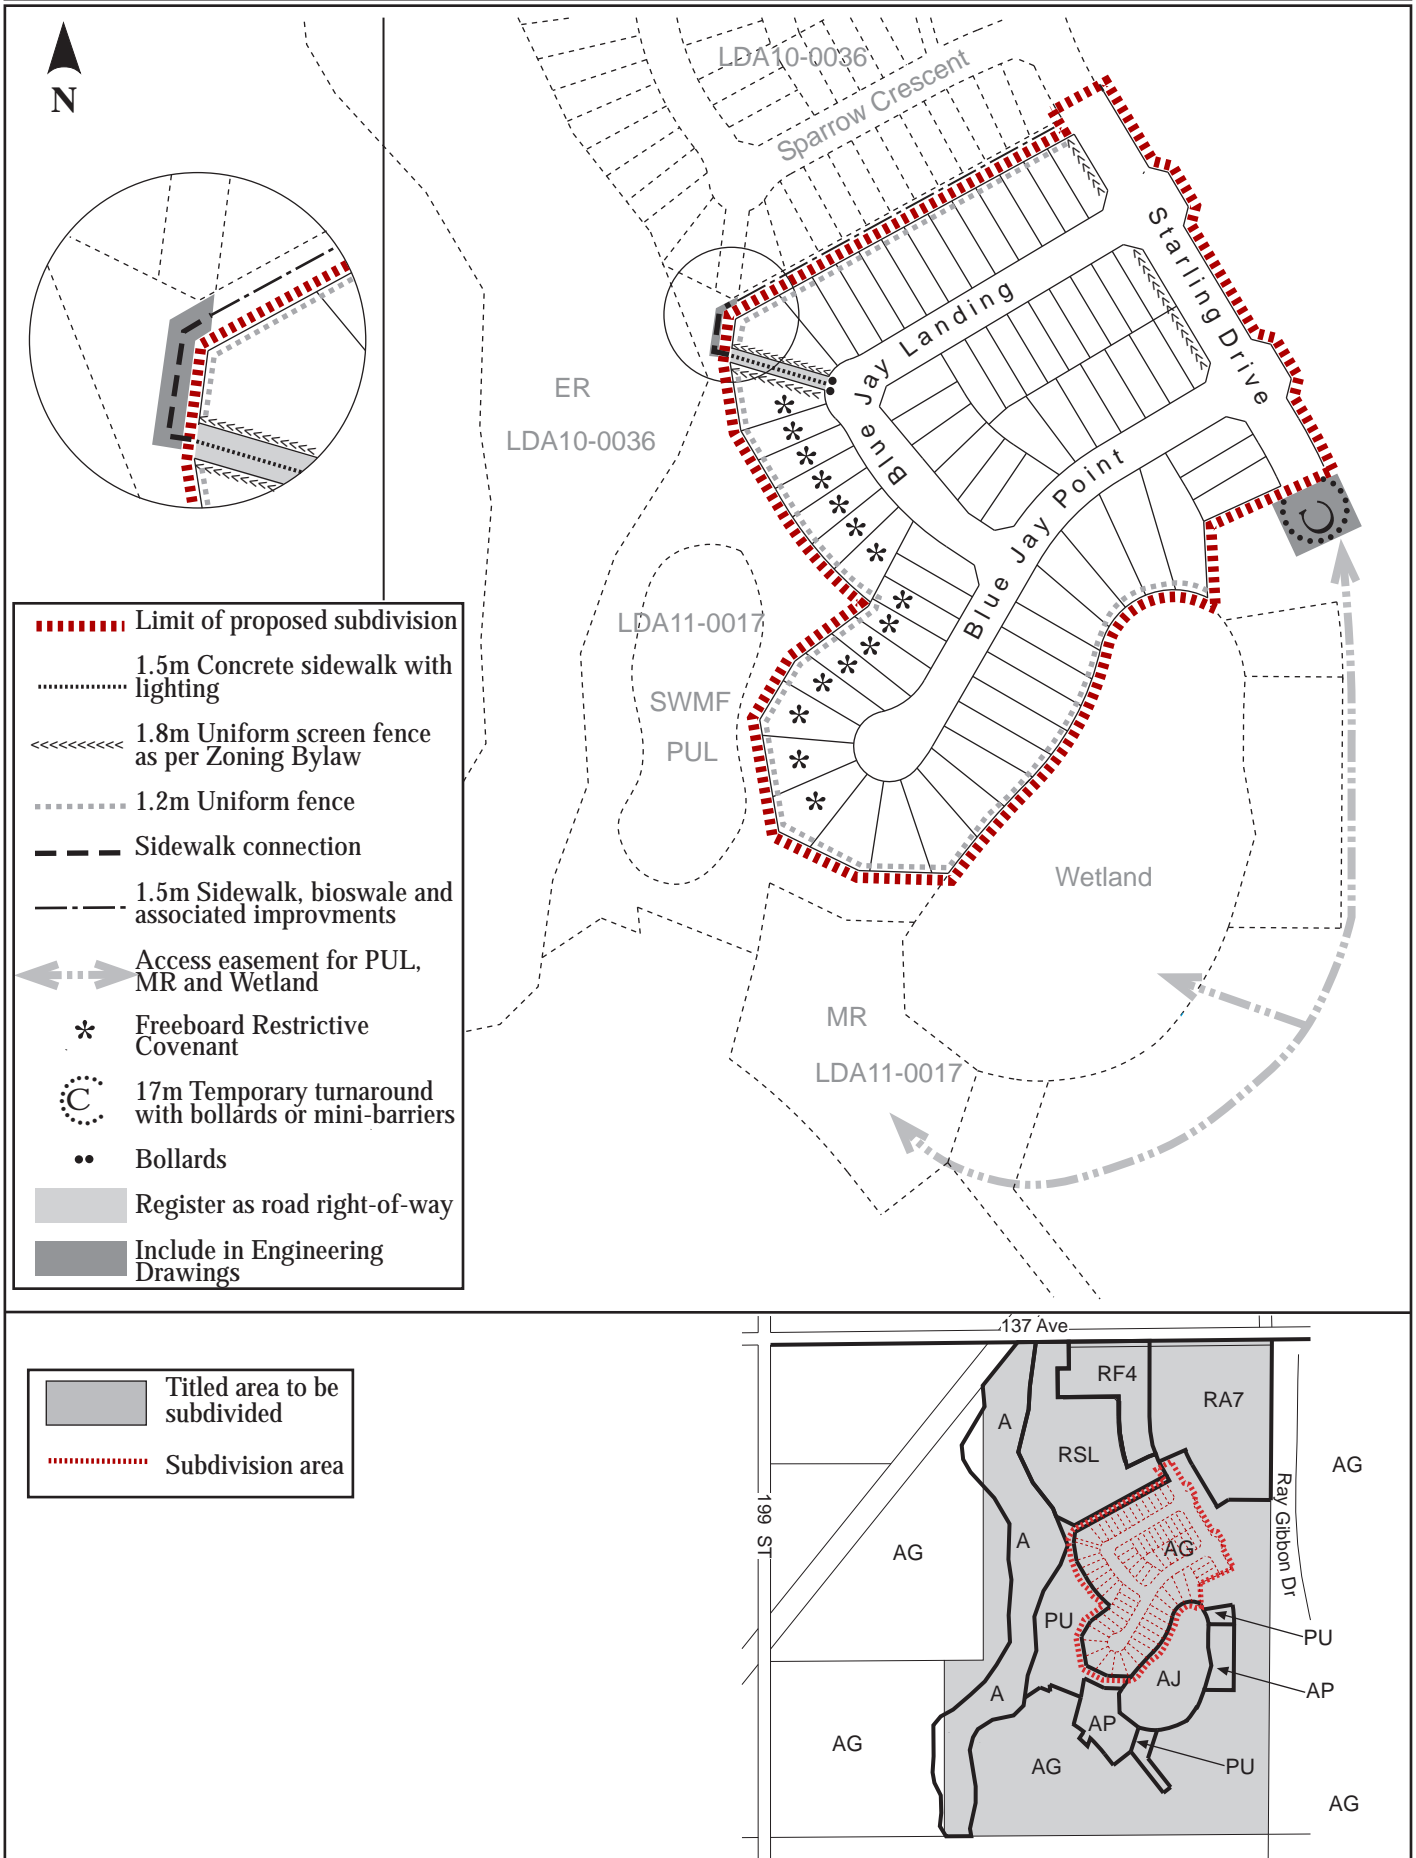 N
LDA10-0036
Sparrow Crescent
Starling Drive
Blue Jay Landing
Blue Jay Point
ER
LDA10-0036
LDA11-0017
SWMF
PUL
C
Wetland
MR
LDA11-0017
Limit of proposed subdivision
1.5m Concrete sidewalk with
lighting
1.8m Uniform screen fence
as per Zoning Bylaw
1.2m Uniform fence
Sidewalk connection
1.5m Sidewalk, bioswale and
associated improvments
Access easement for PUL,
MR and Wetland
Freeboard Restrictive
Covenant
C
17m Temporary turnaround
with bollards or mini-barriers
Bollards
Register as road right-of-way
Include in Engineering
Drawings
Titled area to be
subdivided
Subdivision area
137 Ave
199 ST
Ray Gibbon Dr
RF4
RA7
A
RSL
AG
AG
A
AG
PU
PU
AJ
AP
A
AP
AG
AG
PU
AG